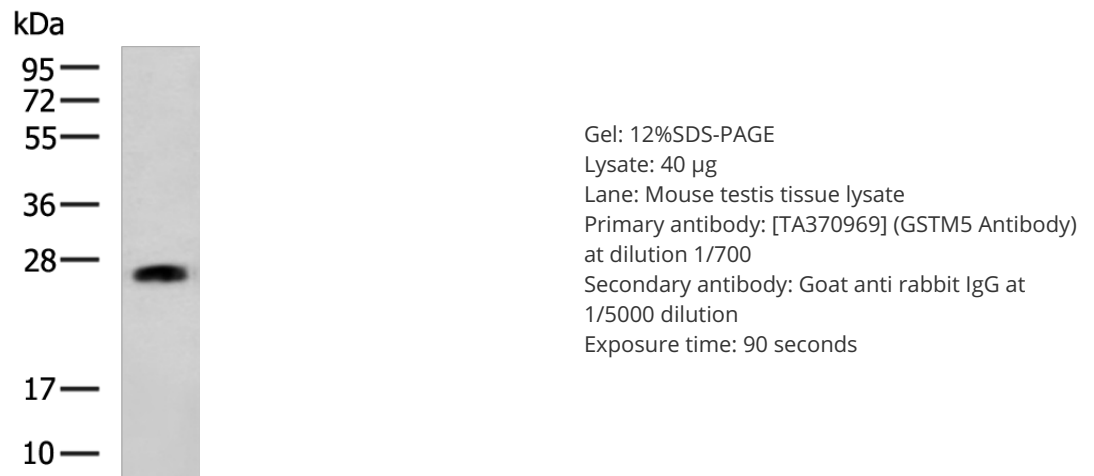 kDa
95
72
55
36
28
17
10
Gel: 12%SDS-PAGE
Lysate: 40 µg
Lane: Mouse testis tissue lysate
Primary antibody: [TA370969] (GSTM5 Antibody)
at dilution 1/700
Secondary antibody: Goat anti rabbit IgG at
1/5000 dilution
Exposure time: 90 seconds